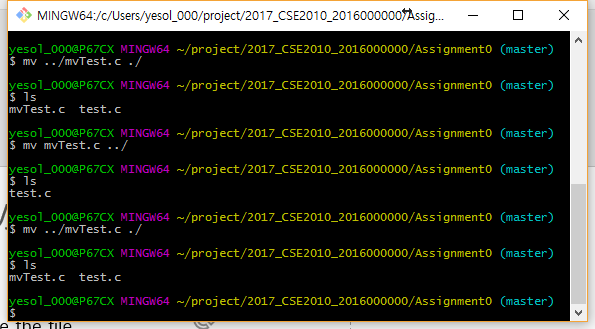 MINGW64:/c/Users/yesol_000/project/2017_CSE2010_2016000000/Assig...
yesol_000@P67CX MINGW64 ~/project/2017_CSE2010_2016000000/Assignment0 (master)
$ mv ../mvTest.c ./
yesol_000@P67CX MINGW64 ~/project/2017_CSE2010_2016000000/Assignment0 (master)
$ ls
mvTest.c  test.c
yesol_000@P67CX MINGW64 ~/project/2017_CSE2010_2016000000/Assignment0 (master)
$ mv mvTest.c ../
yesol_000@P67CX MINGW64 ~/project/2017_CSE2010_2016000000/Assignment0 (master)
$ ls
test.c
yesol_000@P67CX MINGW64 ~/project/2017_CSE2010_2016000000/Assignment0 (master)
$ mv ../mvTest.c ./
yesol_000@P67CX MINGW64 ~/project/2017_CSE2010_2016000000/Assignment0 (master)
$ ls
mvTest.c  test.c
yesol_000@P67CX MINGW64 ~/project/2017_CSE2010_2016000000/Assignment0 (master)
$
the file